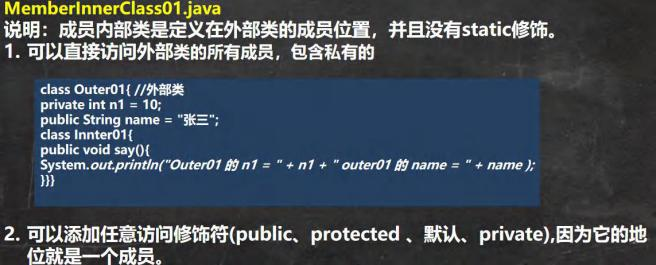 MemberInnerClass01.java
说明：成员内部类是定义在外部类的成员位置，并且没有static修饰。
1. 可以直接访问外部类的所有成员，包含私有的
class Outer01{ //外部类
private int n1 = 10;
public String name = "张三";
class Innter01{
public void say(){
System.out.println("Outer01 的 n1 = " + n1 + " outer01 的 name = " + name );
}}}
2. 可以添加任意访问修饰符(public、protected 、默认、private),因为它的地
位就是一个成员。